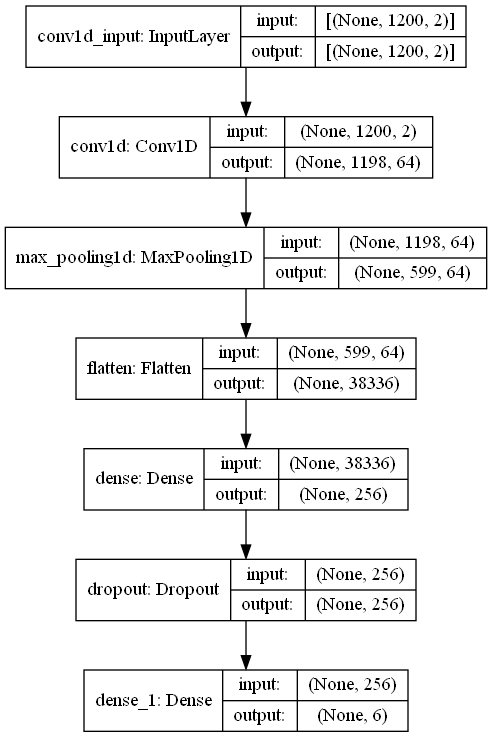 conv1d_input: InputLayer
input:
[(None, 1200, 2)]
output:
[(None, 1200, 2)]
conv1d: Conv1D
input:
(None, 1200, 2)
output:
(None, 1198, 64)
max_pooling1d: MaxPooling1D
input:
(None, 1198, 64)
output:
(None, 599, 64)
flatten: Flatten
input:
(None, 599, 64)
output:
(None, 38336)
dense: Dense
input:
(None, 38336)
output:
(None, 256)
dropout: Dropout
input:
(None, 256)
output:
(None, 256)
dense_1: Dense
input:
(None, 256)
output:
(None, 6)